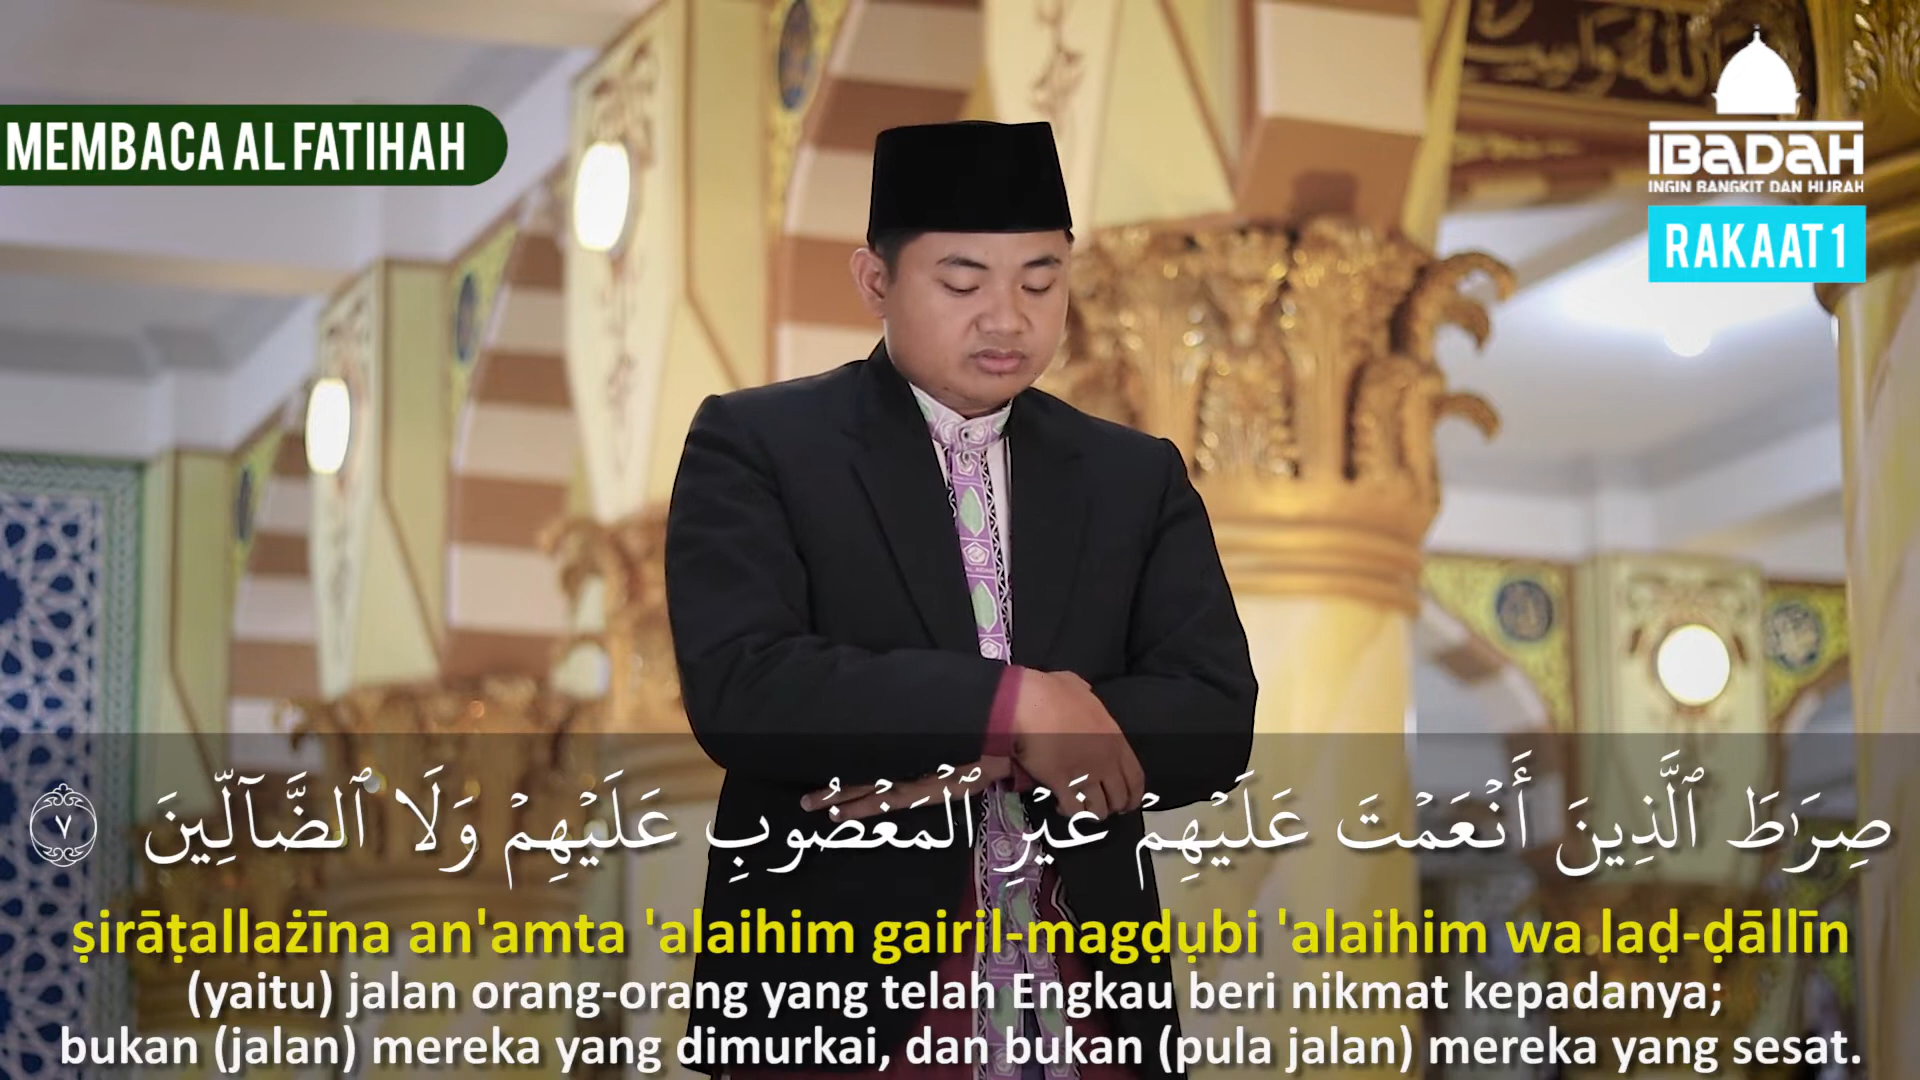 MEMBACA AL FATIHAH
IBADAH
INGIN BANGKIT DAN HIJRAH
RAKAAT 1
صِرَٰطَ ٱلَّذِينَ أَنْعَمْتَ عَلَيْهِمْ غَيْرِ ٱلْمَغْضُوبِ عَلَيْهِمْ وَلَا ٱلضَّآلِّينَ ٧
ṣirāṭallażīna an'amta 'alaihim gairil-magḍụbi 'alaihim wa laḍ-ḍāllīn
(yaitu) jalan orang-orang yang telah Engkau beri nikmat kepadanya;
bukan (jalan) mereka yang dimurkai, dan bukan (pula jalan) mereka yang sesat.